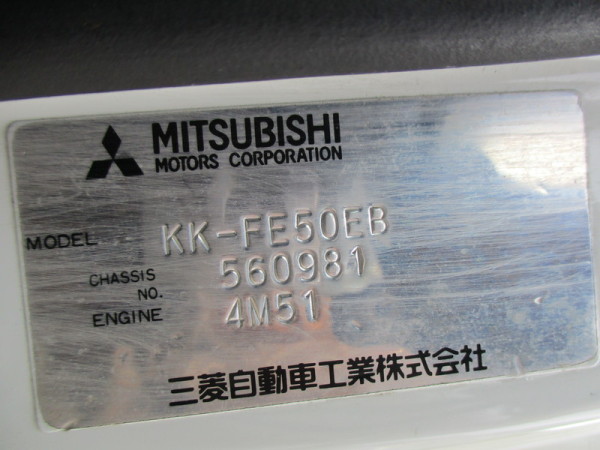 MITSUBISHI
MOTORS CORPORATION
MODEL KK-FE50EB
CHASSIS NO. 560981
ENGINE 4M51
三菱自動車工業株式会社